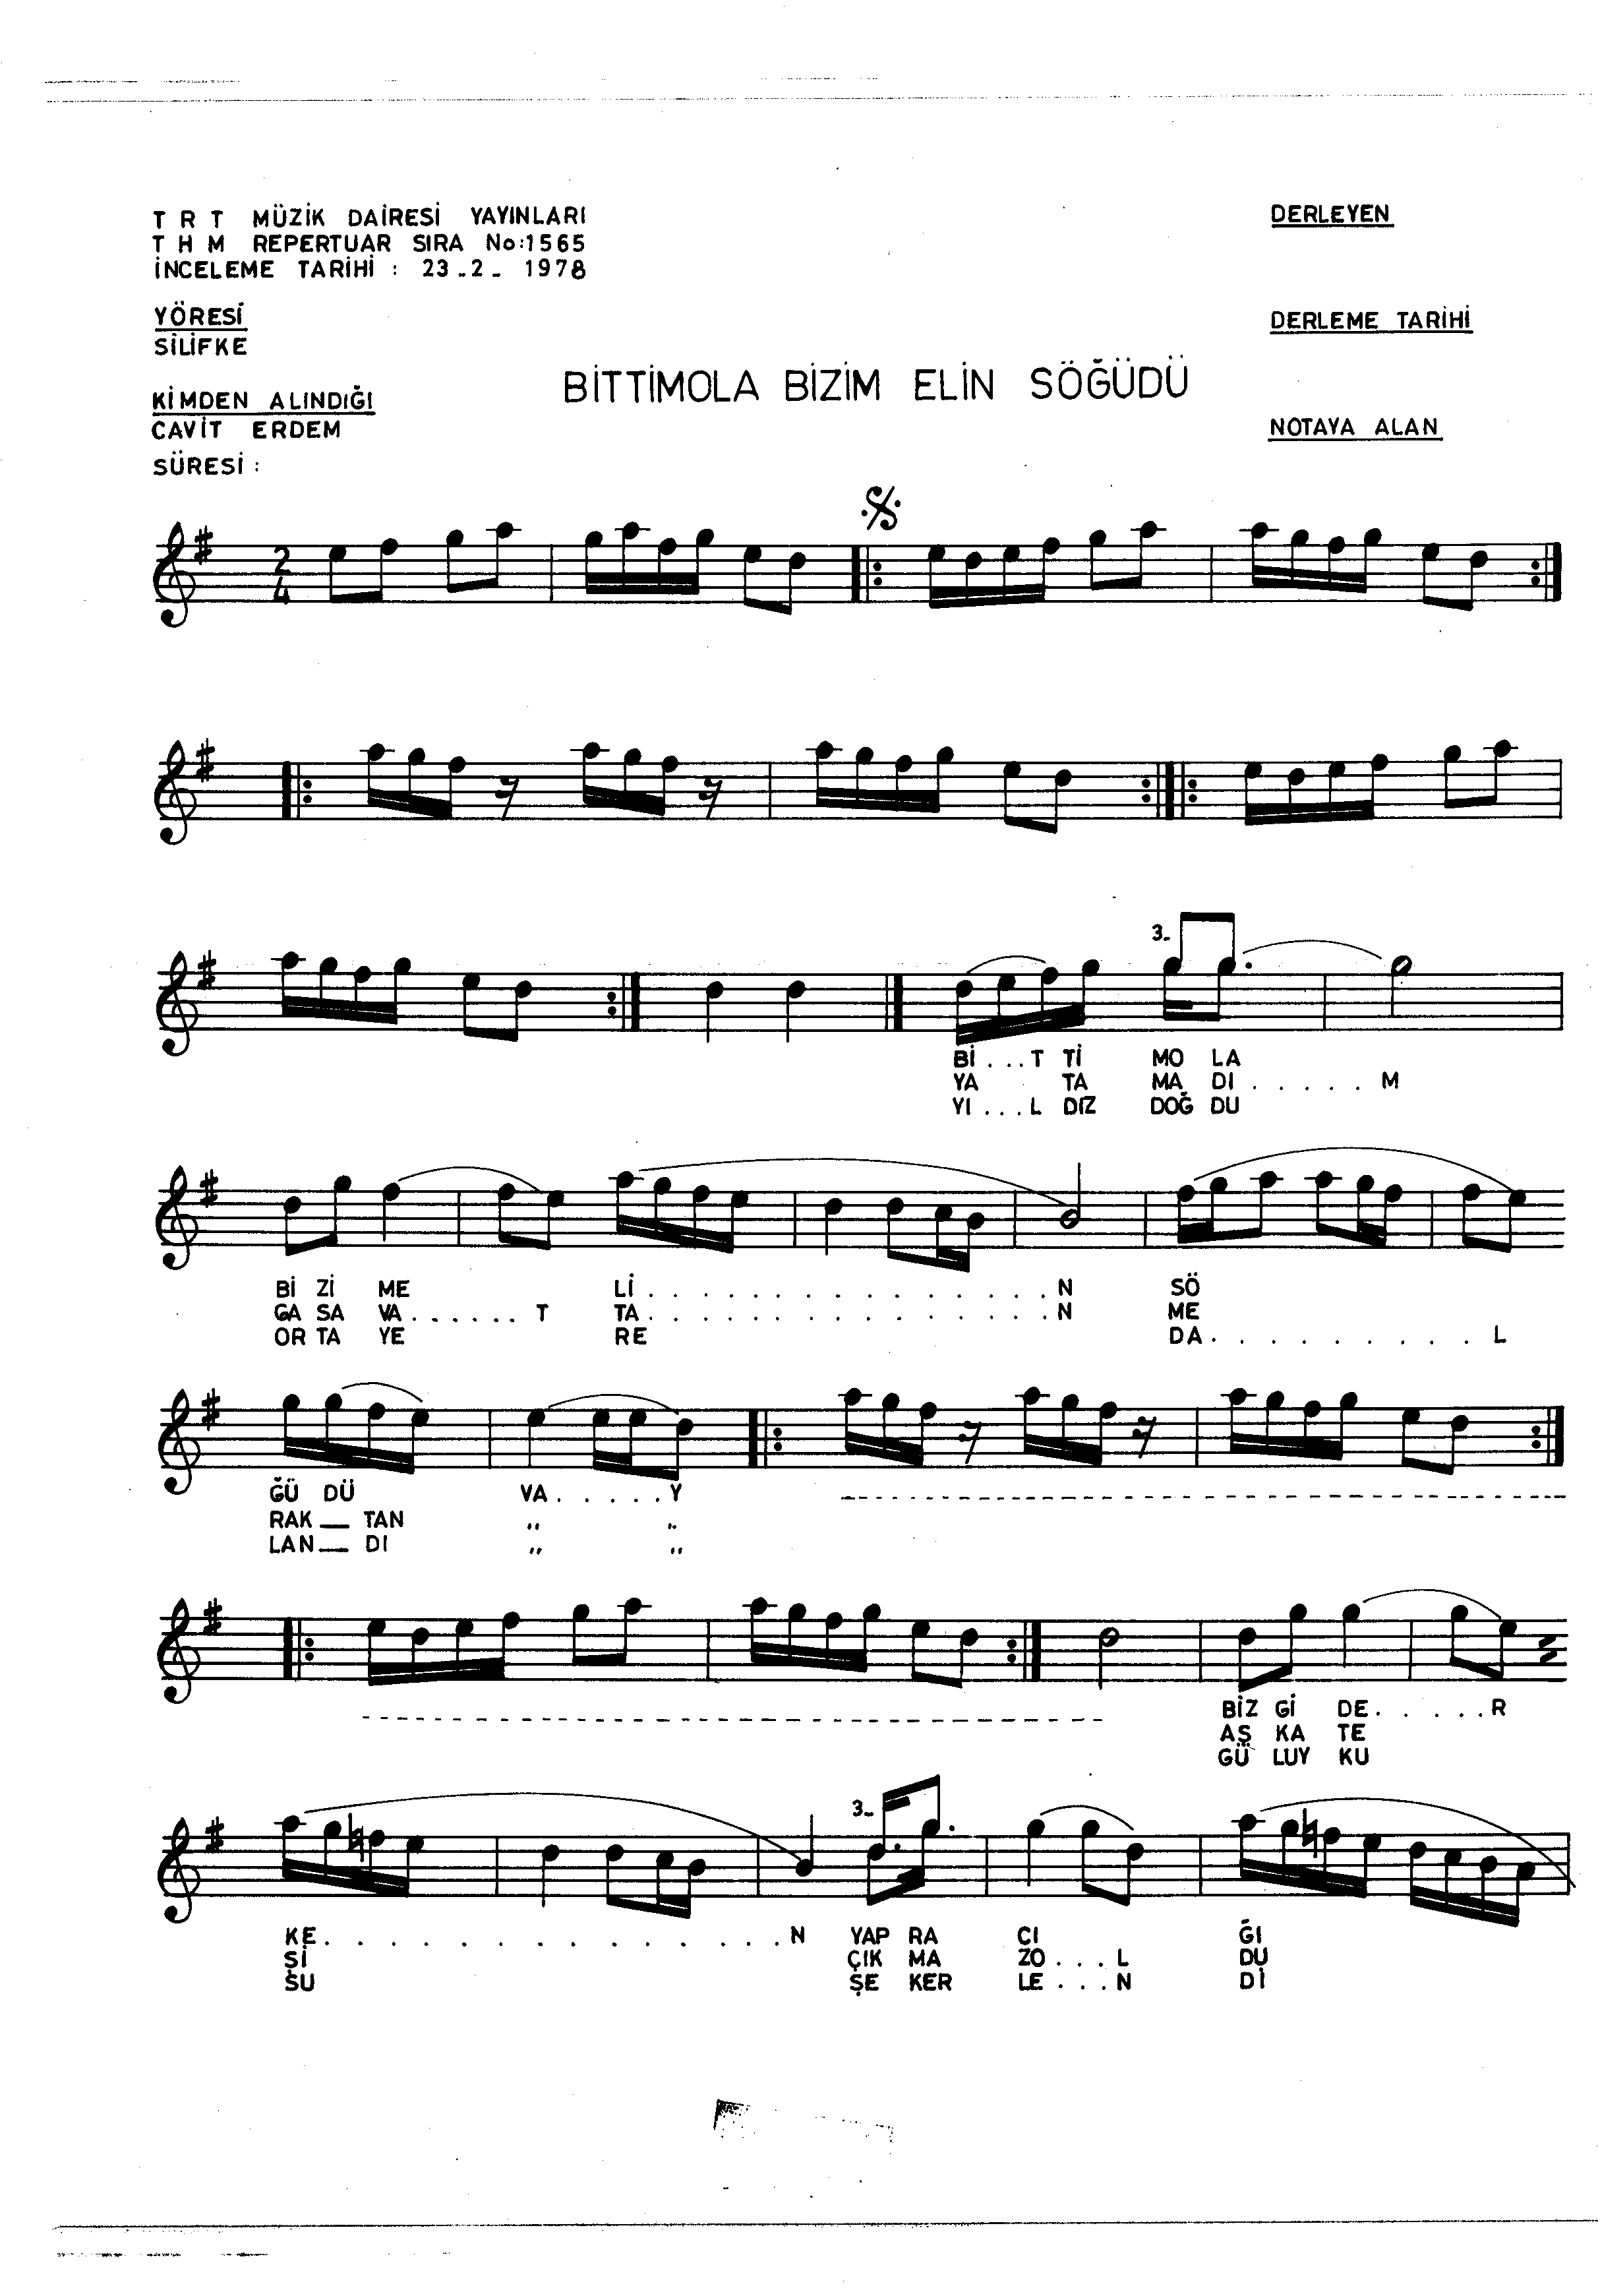 T R T MÜZİK DAİRESİ YAYINLARI
T H M REPERTUAR SIRA No:1565
İNCELEME TARİHİ : 23-2- 1978
DERLEYEN
YÖRESİ
SİLİFKE
DERLEME TARİHİ
BİTTİMOLA BİZİM ELİN SÖĞÜDÜ
KİMDEN ALINDIĞI
CAVİT ERDEM
NOTAYA ALAN
SÜRESİ :
2
4
3-
Bİ...T Tİ MO LA
YA TA MA DI.....M
YI...L DIZ DOĞ DU
Bİ Zİ ME Lİ................N SÖ
GA SA VA......T TA................N ME
OR TA YE RE DA..........L
ĞÜ DÜ VA.....Y
RAK — TAN ,, ,,
LAN — DI ,, ,,
BİZ Gİ DE.....R
AŞ KA TE
GÜ LUY KU
3-
KE..............N YAP RA CI ĞI
Şİ ÇIK MA ZO...L DU
SU ŞE KER LE...N Dİ